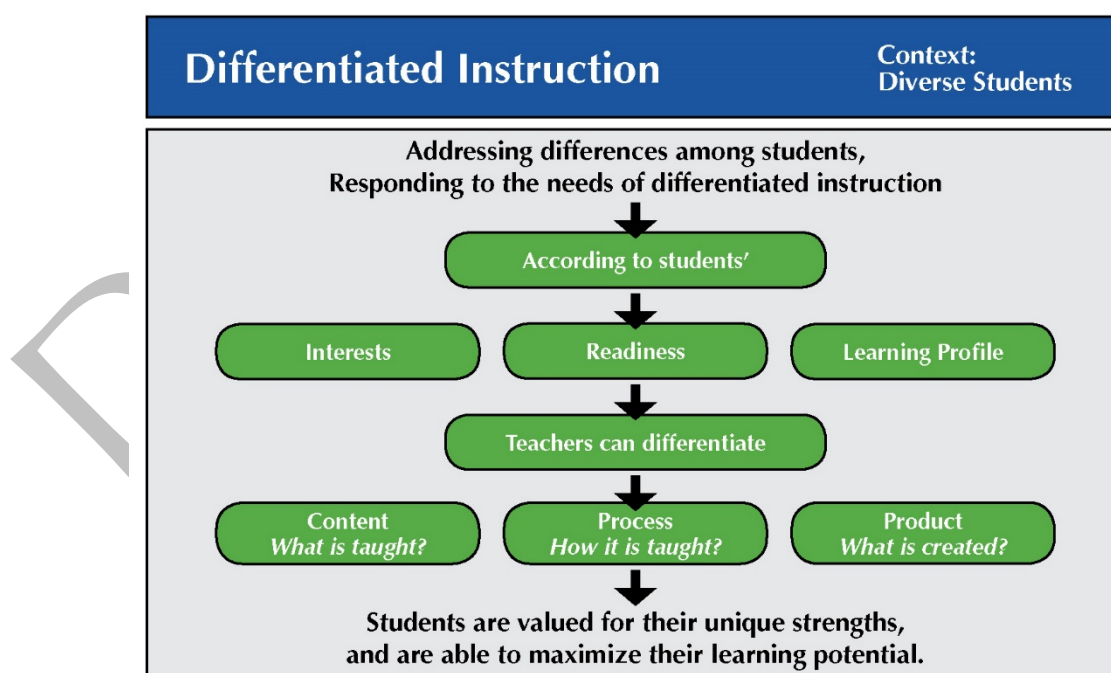 Differentiated Instruction
Context:
Diverse Students
Addressing differences among students,
Responding to the needs of differentiated instruction
According to students’
Interests
Readiness
Learning Profile
Teachers can differentiate
Content
What is taught?
Process
How it is taught?
Product
What is created?
Students are valued for their unique strengths,
and are able to maximize their learning potential.